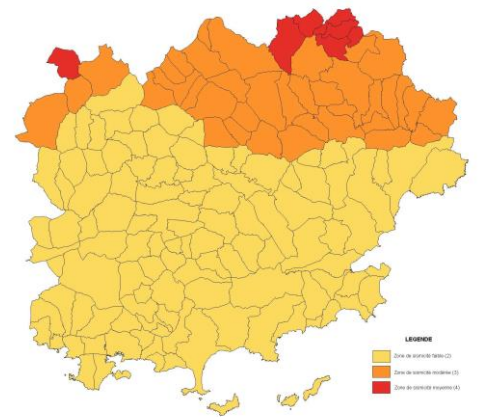 LEGENDE
Zone de sismicité faible (2)
Zone de sismicité modérée (3)
Zone de sismicité moyenne (4)